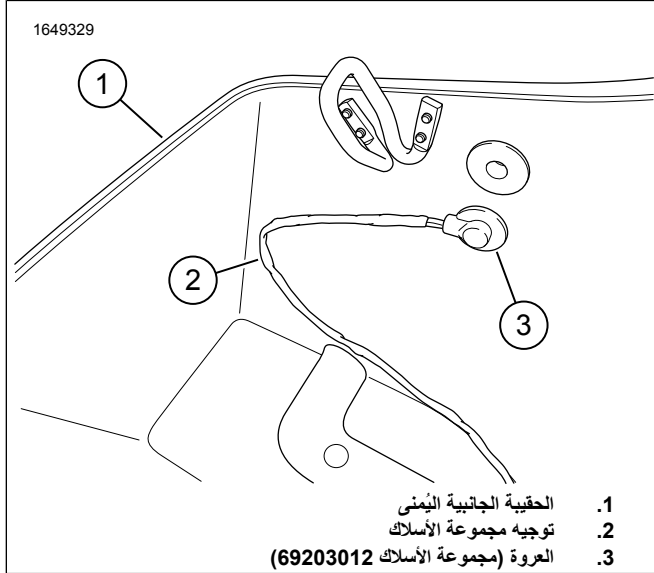 1649329
1
2
3
1. الحقيبة الجانبية اليُمنى
2. توجيه مجموعة الأسلاك
3. العروة (مجموعة الأسلاك 69203012)